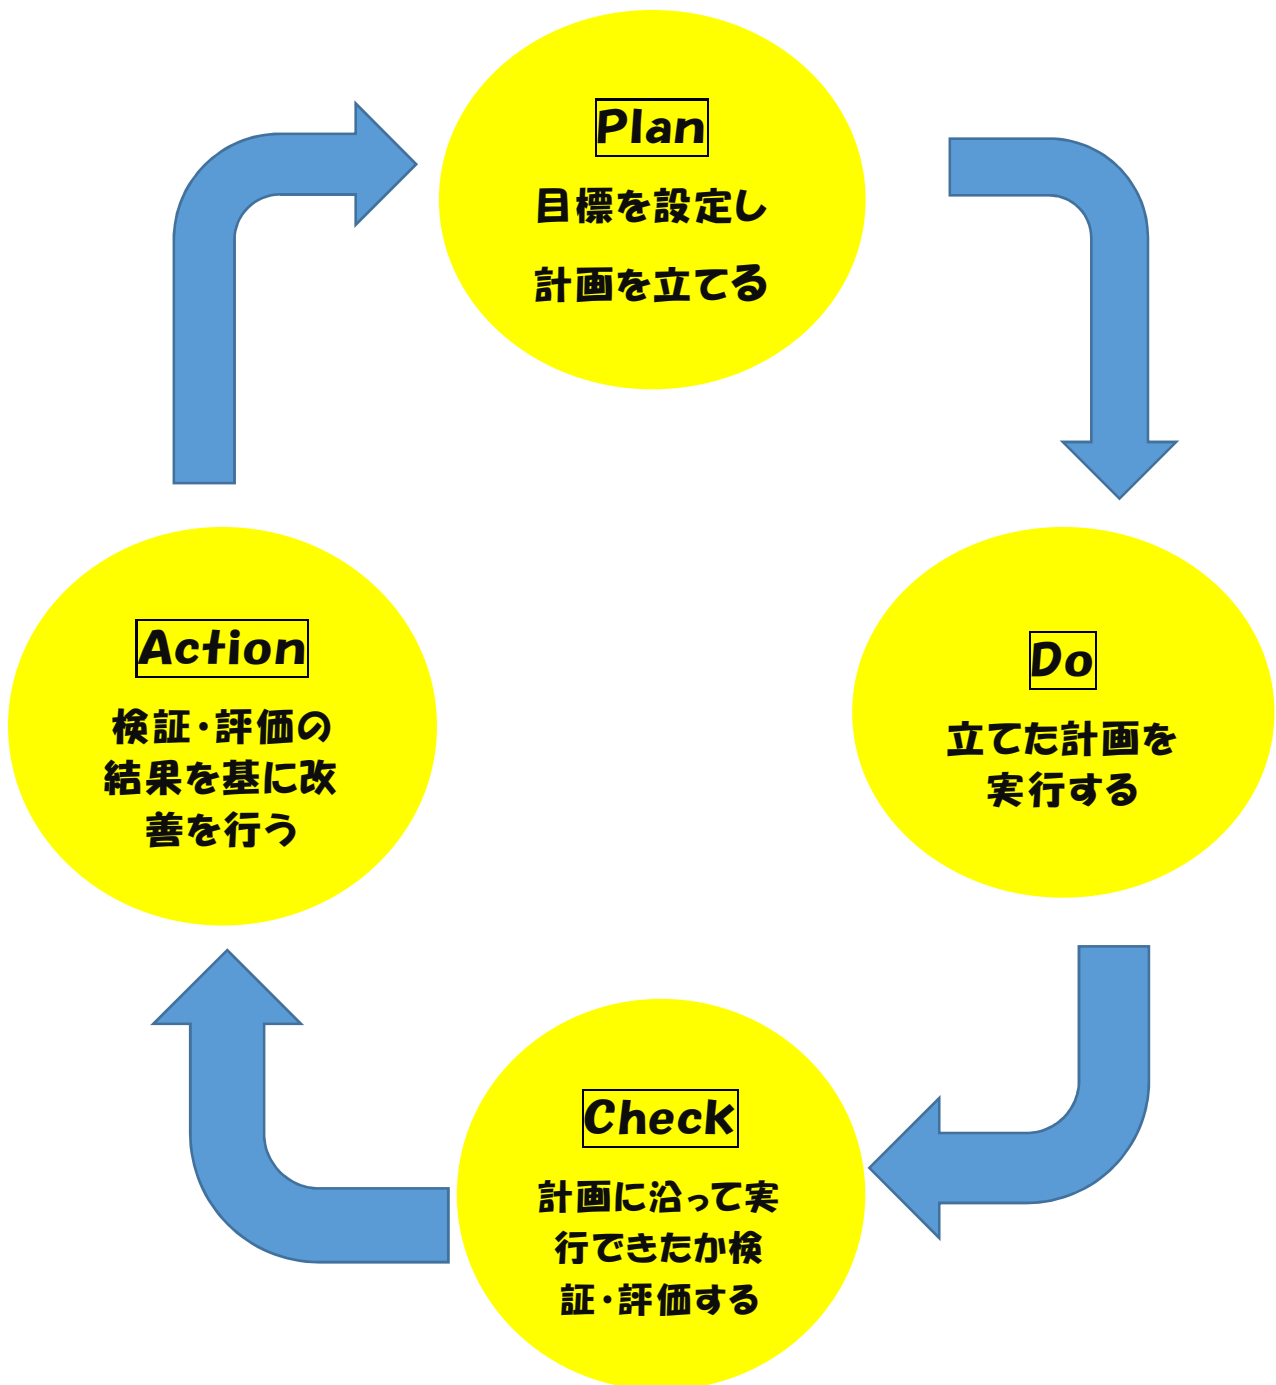 Plan
目標を設定し
計画を立てる
Do
立てた計画を
実行する
Check
計画に沿って実
行できたか検
証・評価する
Action
検証・評価の
結果を基に改
善を行う